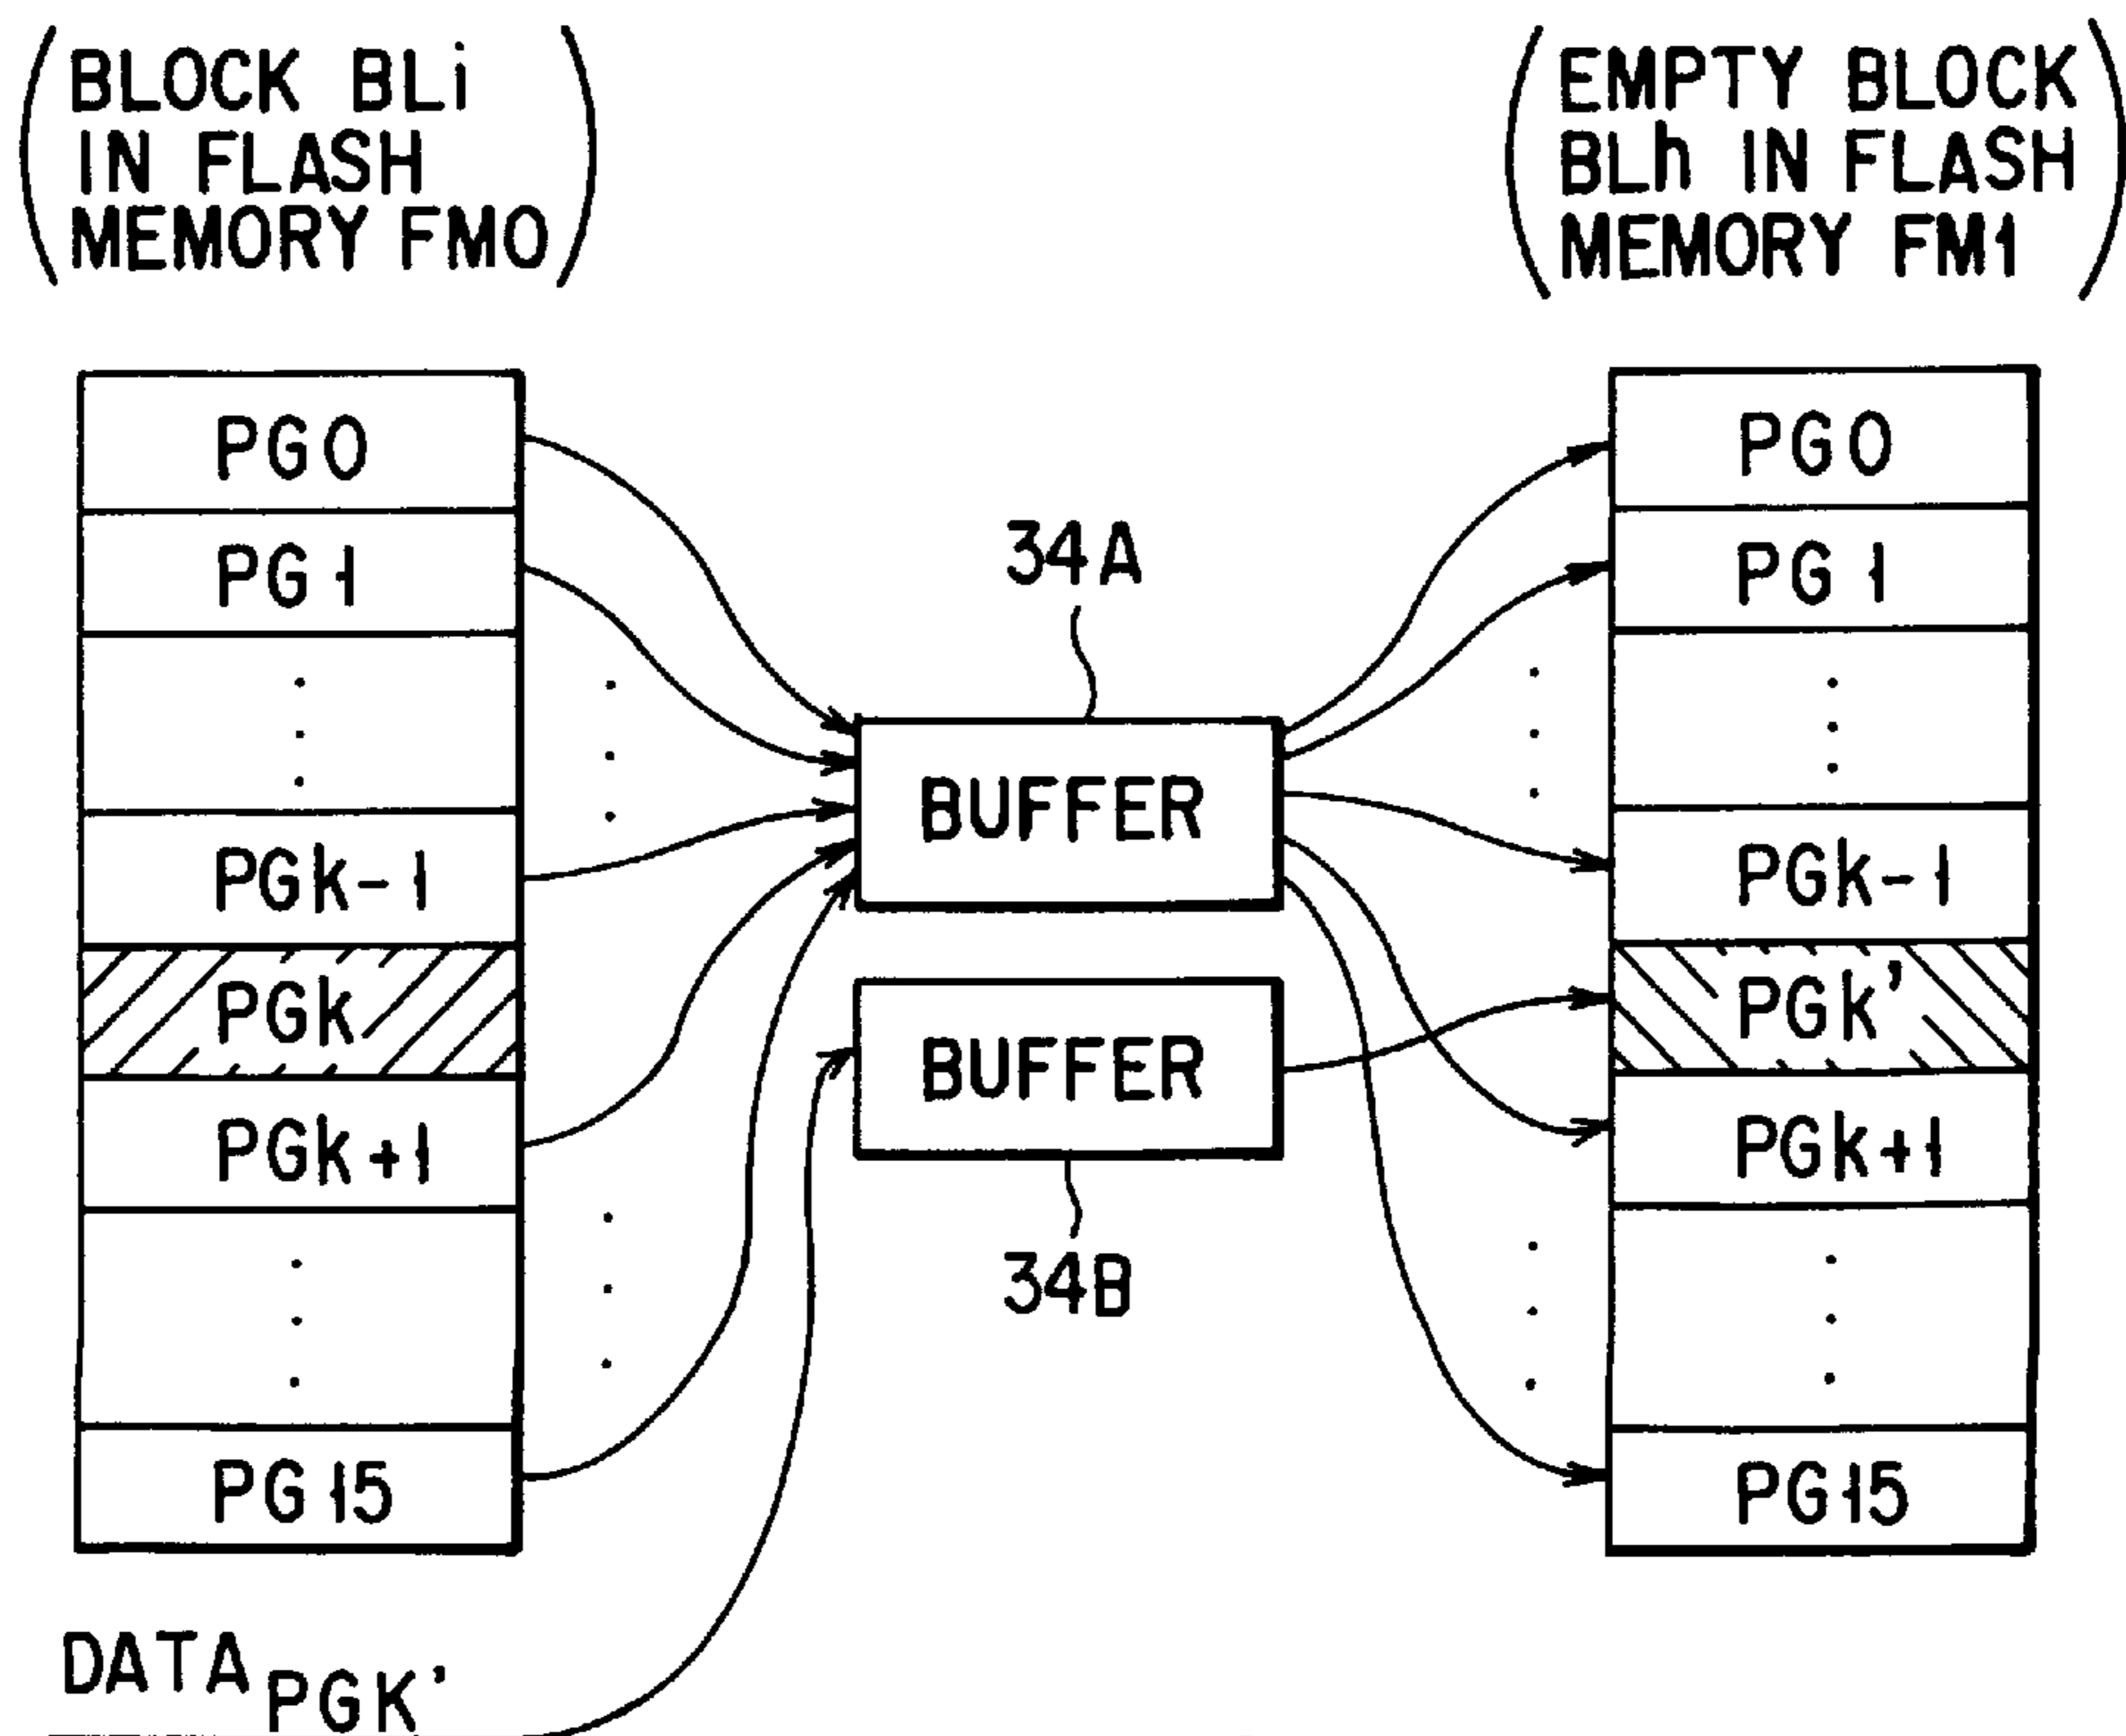 BLOCK BLi
IN FLASH
MEMORY FM0
EMPTY BLOCK
BLh IN FLASH
MEMORY FM1
PG0
PG1
PGk-1
PGk
PGk+1
PG15
34A
BUFFER
BUFFER
34B
PG0
PG1
PGk-1
PGk'
PGk+1
PG15
DATA PGK'